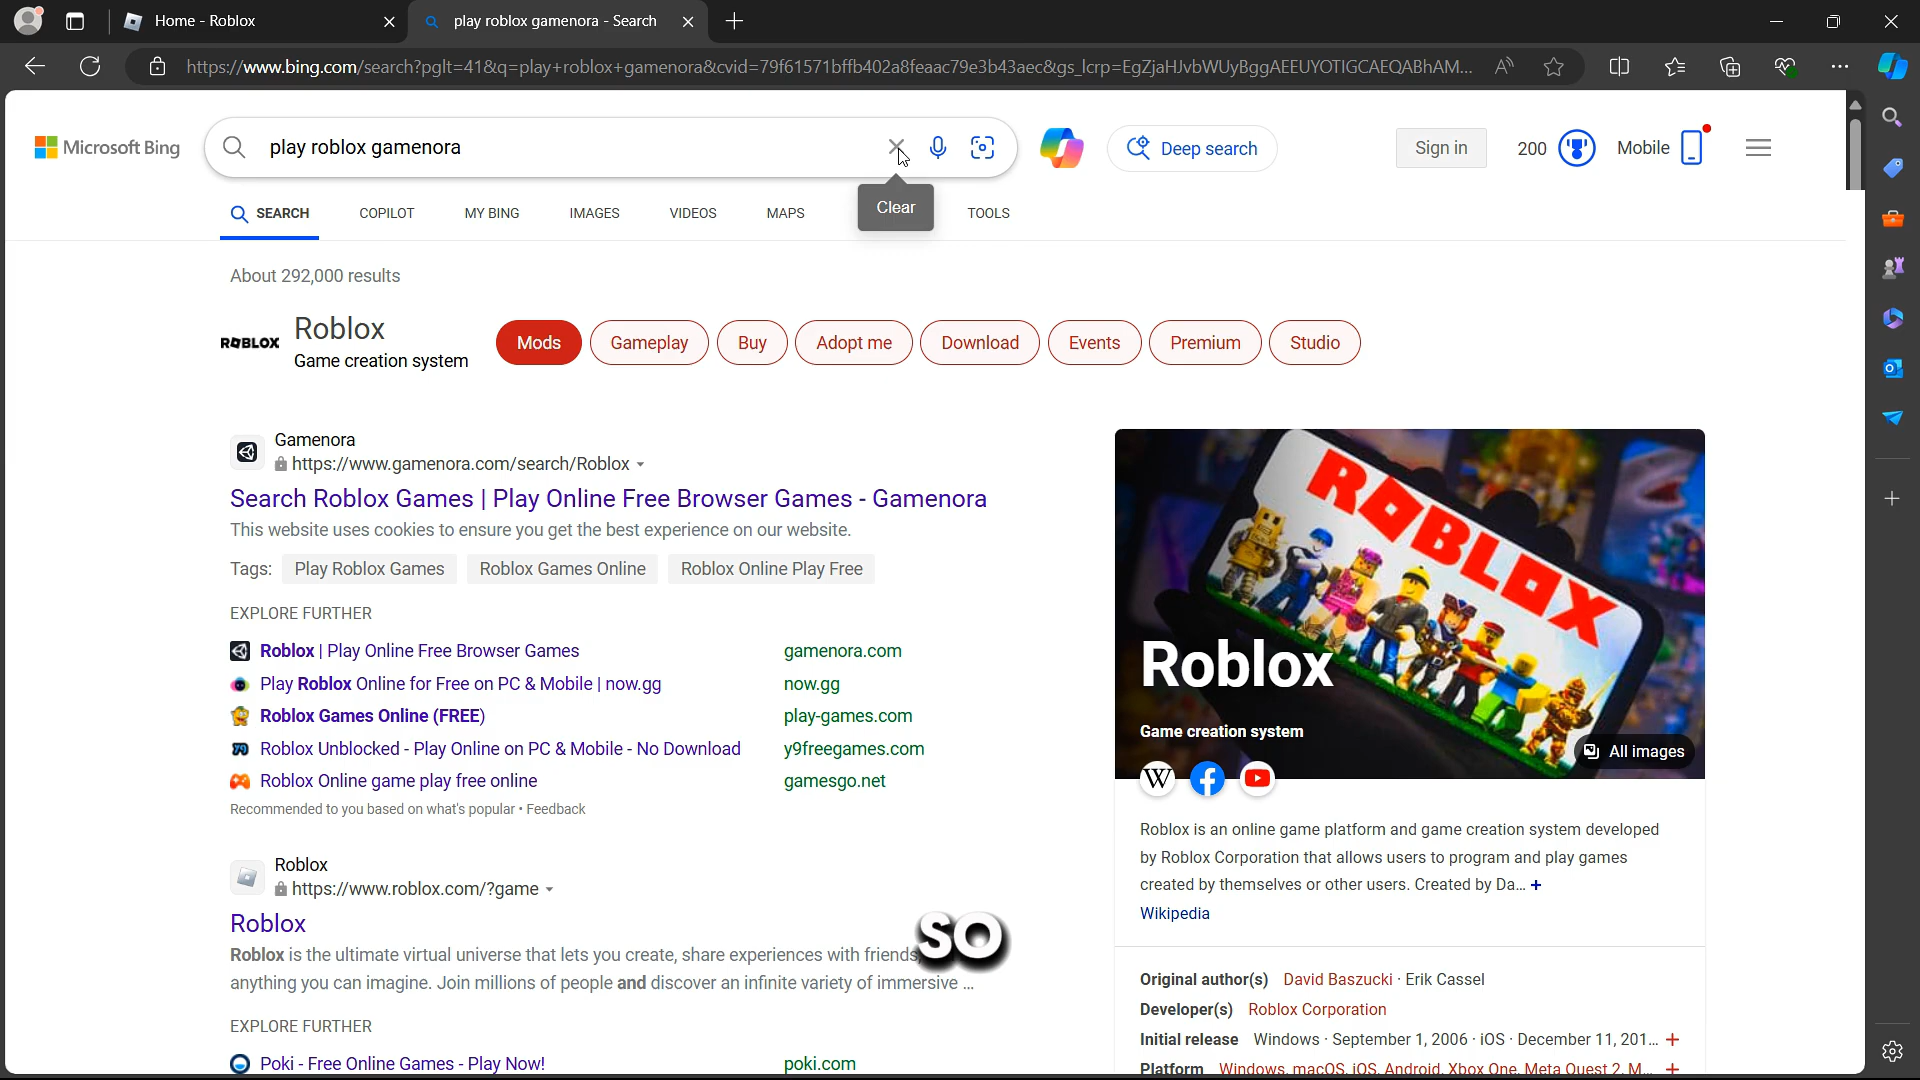 Home - Roblox
play roblox gamenora - Search
https://www.bing.com/search?pglt=41&q=play+roblox+gamenora&cvid=79f61571bffb402a8feaac79e3b43aec&gs_lcrp=EgZjaHJvbWUyBggAEEUYOTIGCAEQABhAM...
Microsoft Bing
play roblox gamenora
Deep search
Sign in
200
Mobile
Clear
SEARCH
COPILOT
MY BING
IMAGES
VIDEOS
MAPS
TOOLS
About 292,000 results
ROBLOX
Roblox
Game creation system
Mods
Gameplay
Buy
Adopt me
Download
Events
Premium
Studio
Gamenora
https://www.gamenora.com/search/Roblox
Search Roblox Games | Play Online Free Browser Games - Gamenora
This website uses cookies to ensure you get the best experience on our website.
Tags: Play Roblox Games Roblox Games Online Roblox Online Play Free
EXPLORE FURTHER
Roblox | Play Online Free Browser Games gamenora.com
Play Roblox Online for Free on PC & Mobile | now.gg now.gg
Roblox Games Online (FREE) play-games.com
Roblox Unblocked - Play Online on PC & Mobile - No Download y9freegames.com
Roblox Online game play free online gamesgo.net
Recommended to you based on what's popular • Feedback
Roblox
https://www.roblox.com/?game
Roblox
Roblox is the ultimate virtual universe that lets you create, share experiences with friends,
anything you can imagine. Join millions of people and discover an infinite variety of immersive ...
SO
EXPLORE FURTHER
Poki - Free Online Games - Play Now! poki.com
ROBLOX
Roblox
Game creation system
All images
W
Roblox is an online game platform and game creation system developed
by Roblox Corporation that allows users to program and play games
created by themselves or other users. Created by Da... +
Wikipedia
Original author(s) David Baszucki · Erik Cassel
Developer(s) Roblox Corporation
Initial release Windows · September 1, 2006 · iOS · December 11, 201... +
Platform Windows, macOS, iOS, Android, Xbox One, Meta Quest 2, M... +